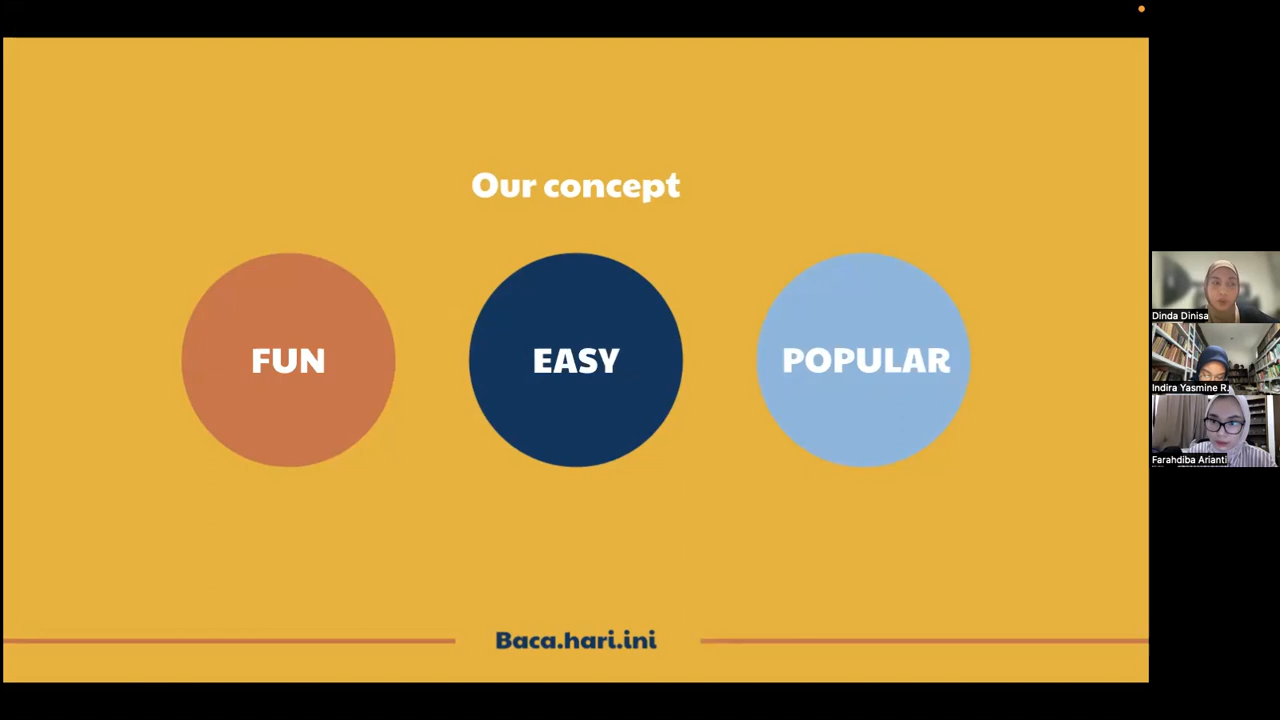 Our concept
FUN
EASY
POPULAR
Baca.hari.ini
Dinda Dinisa
Indira Yasmine R.
Farahdiba Arianti